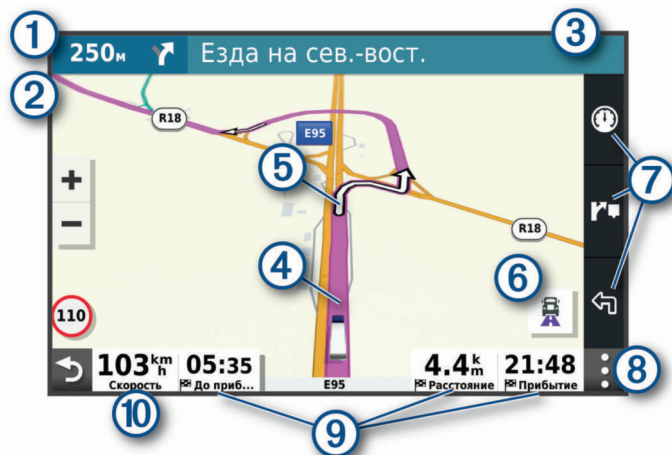 1
3
250м Езда на сев.-вост.
2
R18
E95
7
5
+
−
R18
4
6
110
103 km h 05:35 4.4 k m 21:48
Скорость До приб... E95 Расстояние Прибытие
8
10
9